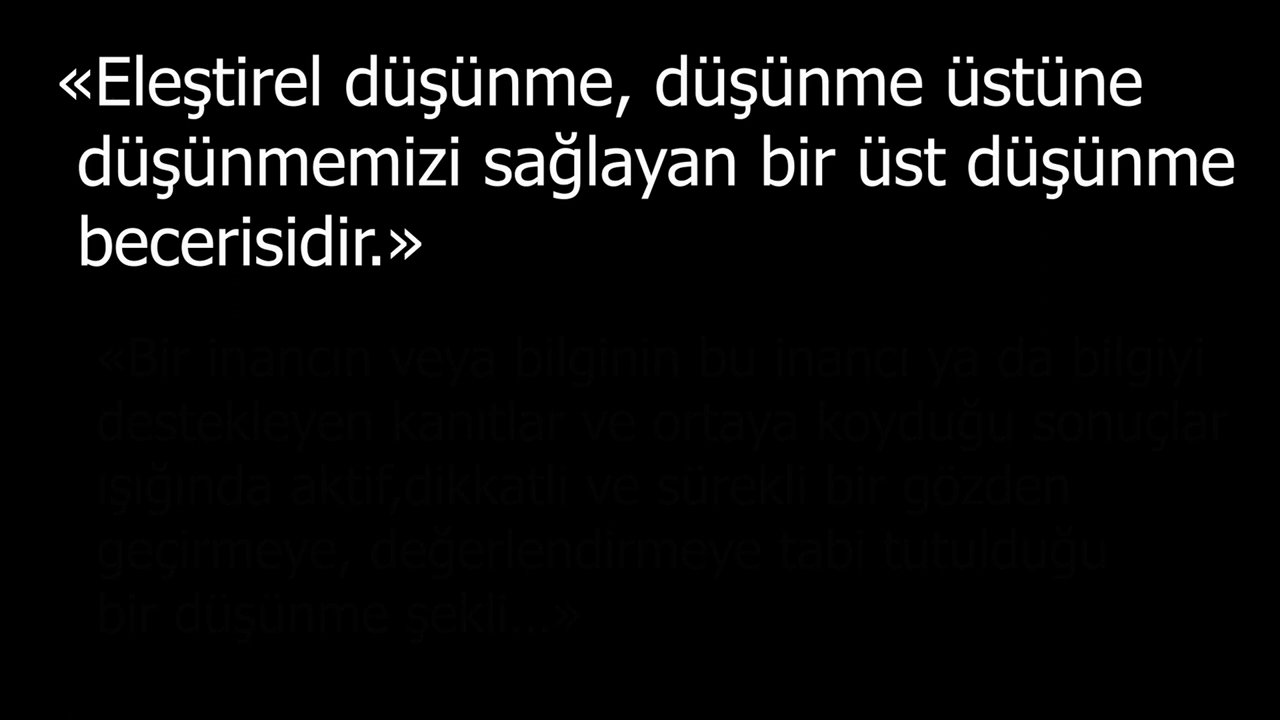 «Eleştirel düşünme, düşünme üstüne
düşünmemizi sağlayan bir üst düşünme
becerisidir.»
«Bir inancın veya bilginin bu inancı ya da bilgiyi
destekleyen kanıtlar ve ortaya koyduğu sonuçlar
ışığında aktif,dikkatli ve sürekli bir gözden
geçirmeye, değerlendirmeye tabi tutulduğu
bir düşünme şekli...»